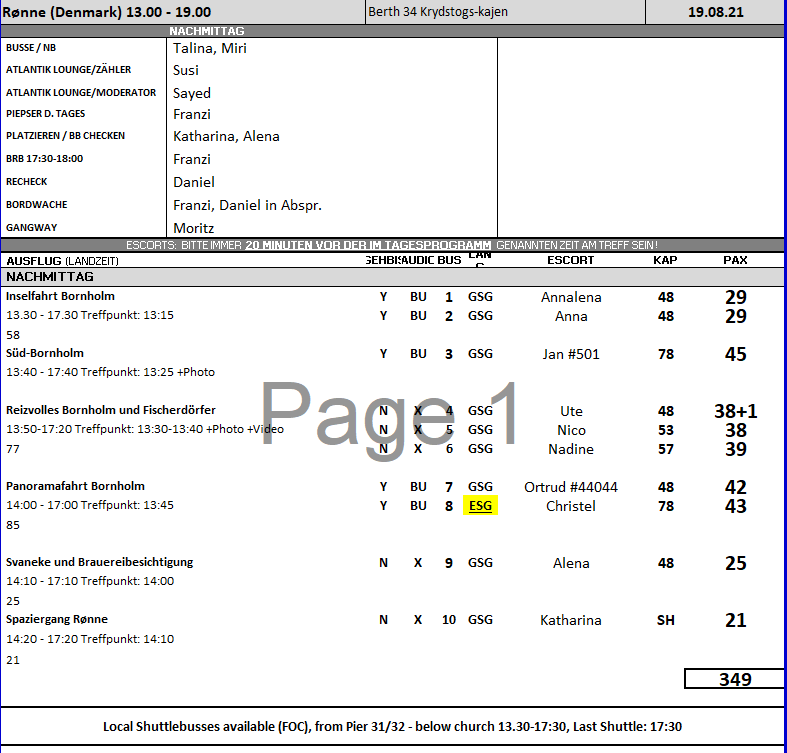 Rønne (Denmark) 13.00 - 19.00 Berth 34 Krydstogs-kajen 19.08.21
NACHMITTAG
BUSSE / NB Talina, Miri
ATLANTIK LOUNGE/ZÄHLER Susi
ATLANTIK LOUNGE/MODERATOR Sayed
PIEPSER D. TAGES Franzi
PLATZIEREN / BB CHECKEN Katharina, Alena
BRB 17:30-18:00 Franzi
RECHECK Daniel
BORDWACHE Franzi, Daniel in Abspr.
GANGWAY Moritz
ESCORTS: BITTE IMMER 20 MINUTEN VOR DER IM TAGESPROGRAMM GENANNTEN ZEIT AM TREFF SEIN!
AUSFLUG (LANDZEIT) BUS LAN G ESCORT KAP PAX
NACHMITTAG
Inselfahrt Bornholm Y BU 1 GSG Annalena 48 29
13.30 - 17.30 Treffpunkt: 13:15 Y BU 2 GSG Anna 48 29
58
Süd-Bornholm Y BU 3 GSG Jan #501 78 45
13:40 - 17:40 Treffpunkt: 13:25 +Photo
Page 1
Reizvolles Bornholm und Fischerdörfer N X 4 GSG Ute 48 38+1
13:50-17:20 Treffpunkt: 13:30-13:40 +Photo +Video N X 5 GSG Nico 53 38
77 N X 6 GSG Nadine 57 39
Panoramafahrt Bornholm Y BU 7 GSG Ortrud #44044 48 42
14:00 - 17:00 Treffpunkt: 13:45 Y BU 8 ESG Christel 78 43
85
Svaneke und Brauereibesichtigung N X 9 GSG Alena 48 25
14:10 - 17:10 Treffpunkt: 14:00
25
Spaziergang Rønne N X 10 GSG Katharina SH 21
14:20 - 17:20 Treffpunkt: 14:10
21
349
Local Shuttlebusses available (FOC), from Pier 31/32 - below church 13.30-17:30, Last Shuttle: 17:30